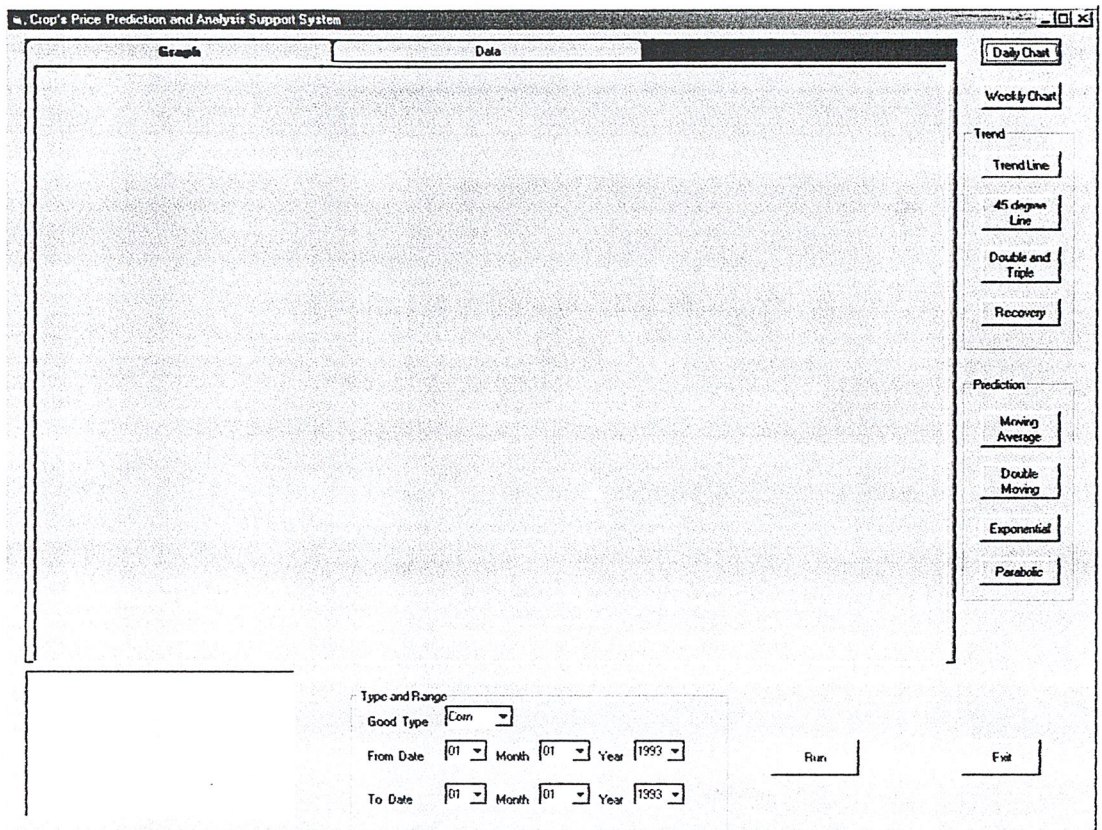 Crop's Price Prediction and Analysis Support System
Graph
Data
Daily Chart
Weekly Chart
Trend
Trend Line
45 degree
Line
Double and
Triple
Recovery
Prediction
Moving
Average
Double
Moving
Exponential
Parabolic
Type and Range
Good Type Corn
From Date 01 Month 01 Year 1993
To Date 01 Month 01 Year 1993
Run
Exit